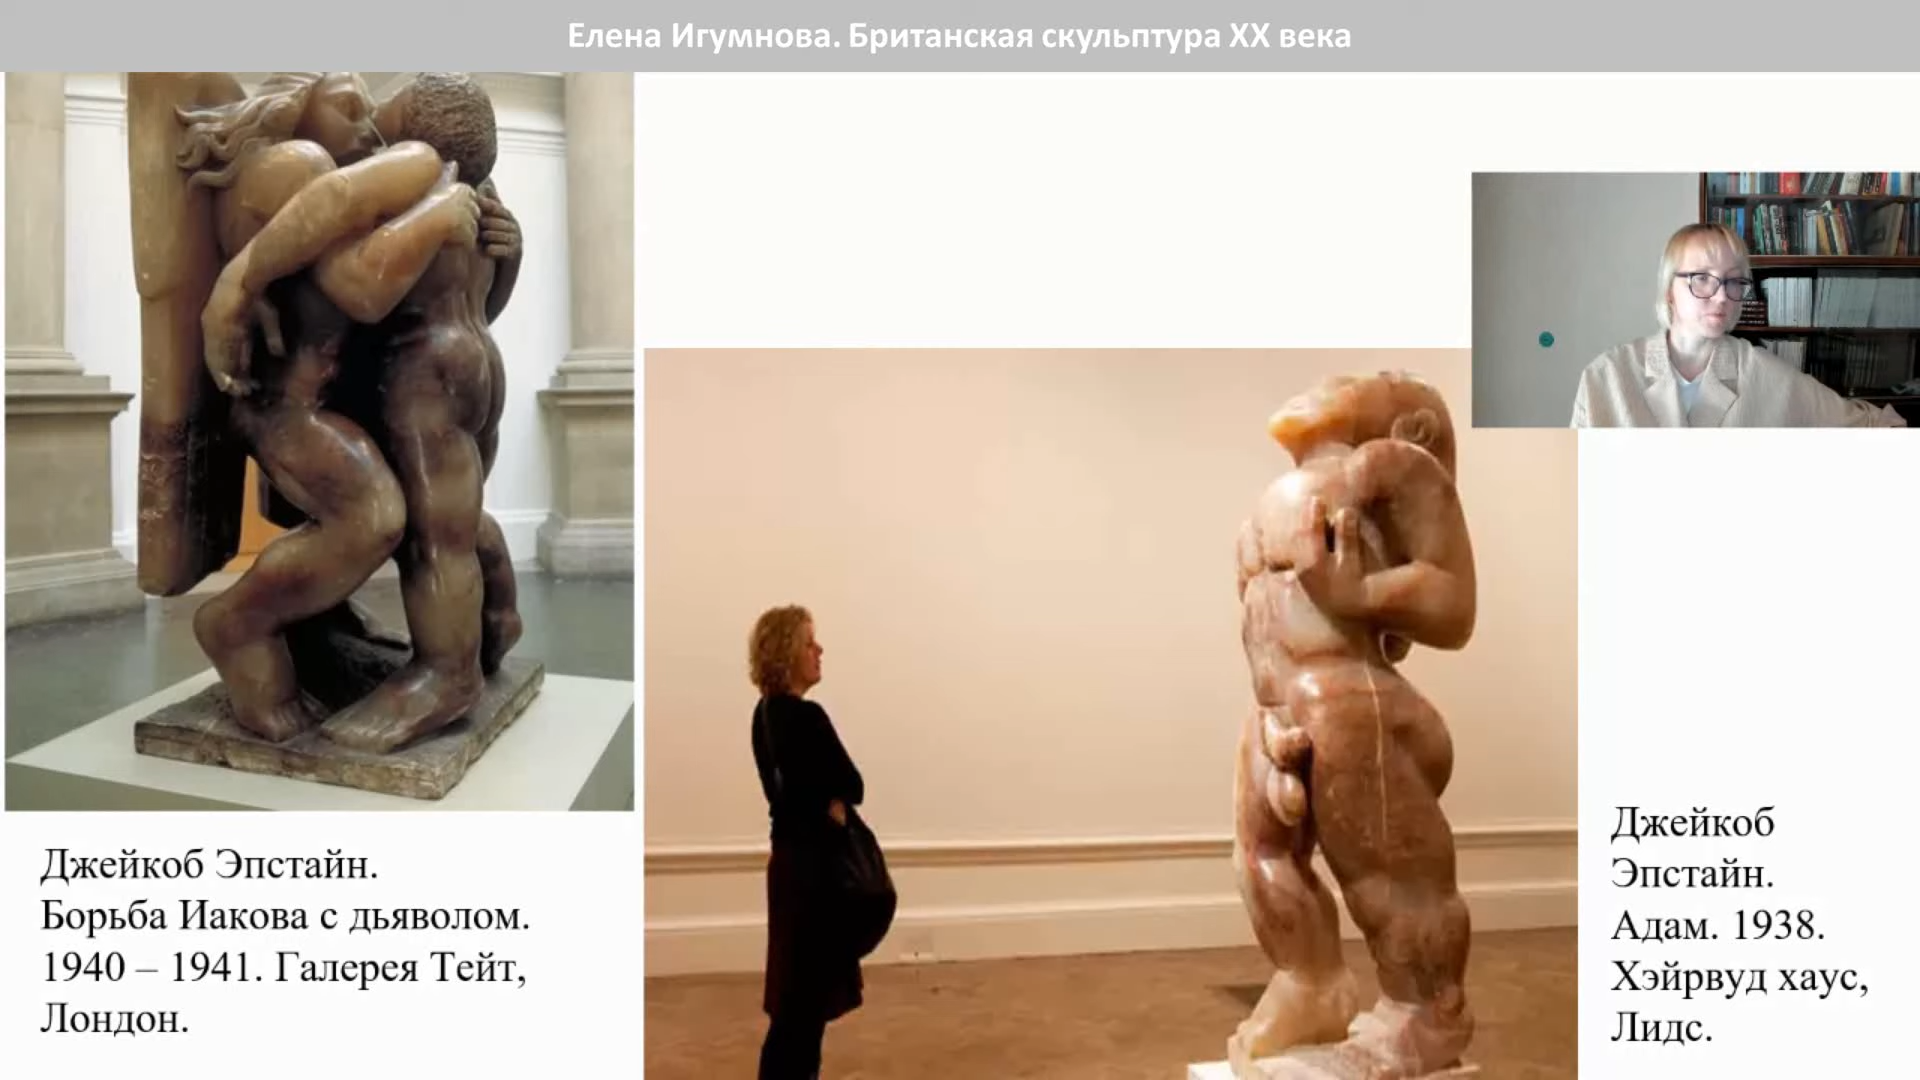 Елена Игумнова. Британская скульптура XX века
Джейкоб Эпстайн.
Борьба Иакова с дьяволом.
1940 – 1941. Галерея Тейт,
Лондон.
Джейкоб
Эпстайн.
Адам. 1938.
Хэйрвуд хаус,
Лидс.